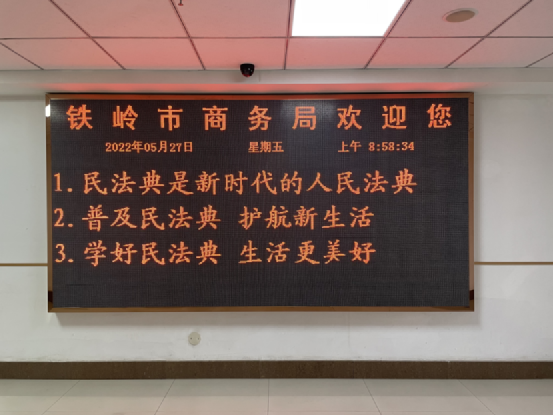 铁岭市商务局欢迎您
2022年05月27日 星期五 上午 8:58:34
1.民法典是新时代的人民法典
2.普及民法典 护航新生活
3.学好民法典 生活更美好